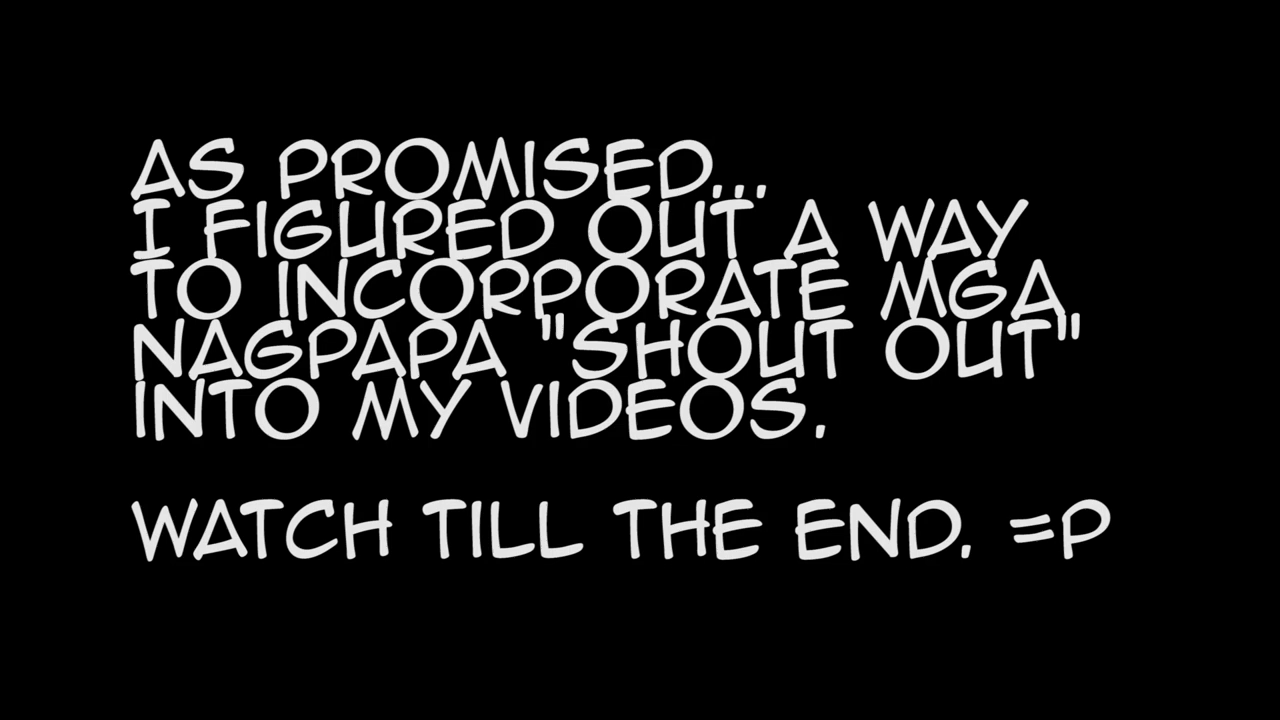 AS PROMISED...
I FIGURED OUT A WAY
TO INCORPORATE MGA
NAGPAPA "SHOUT OUT"
INTO MY VIDEOS.
WATCH TILL THE END. =P